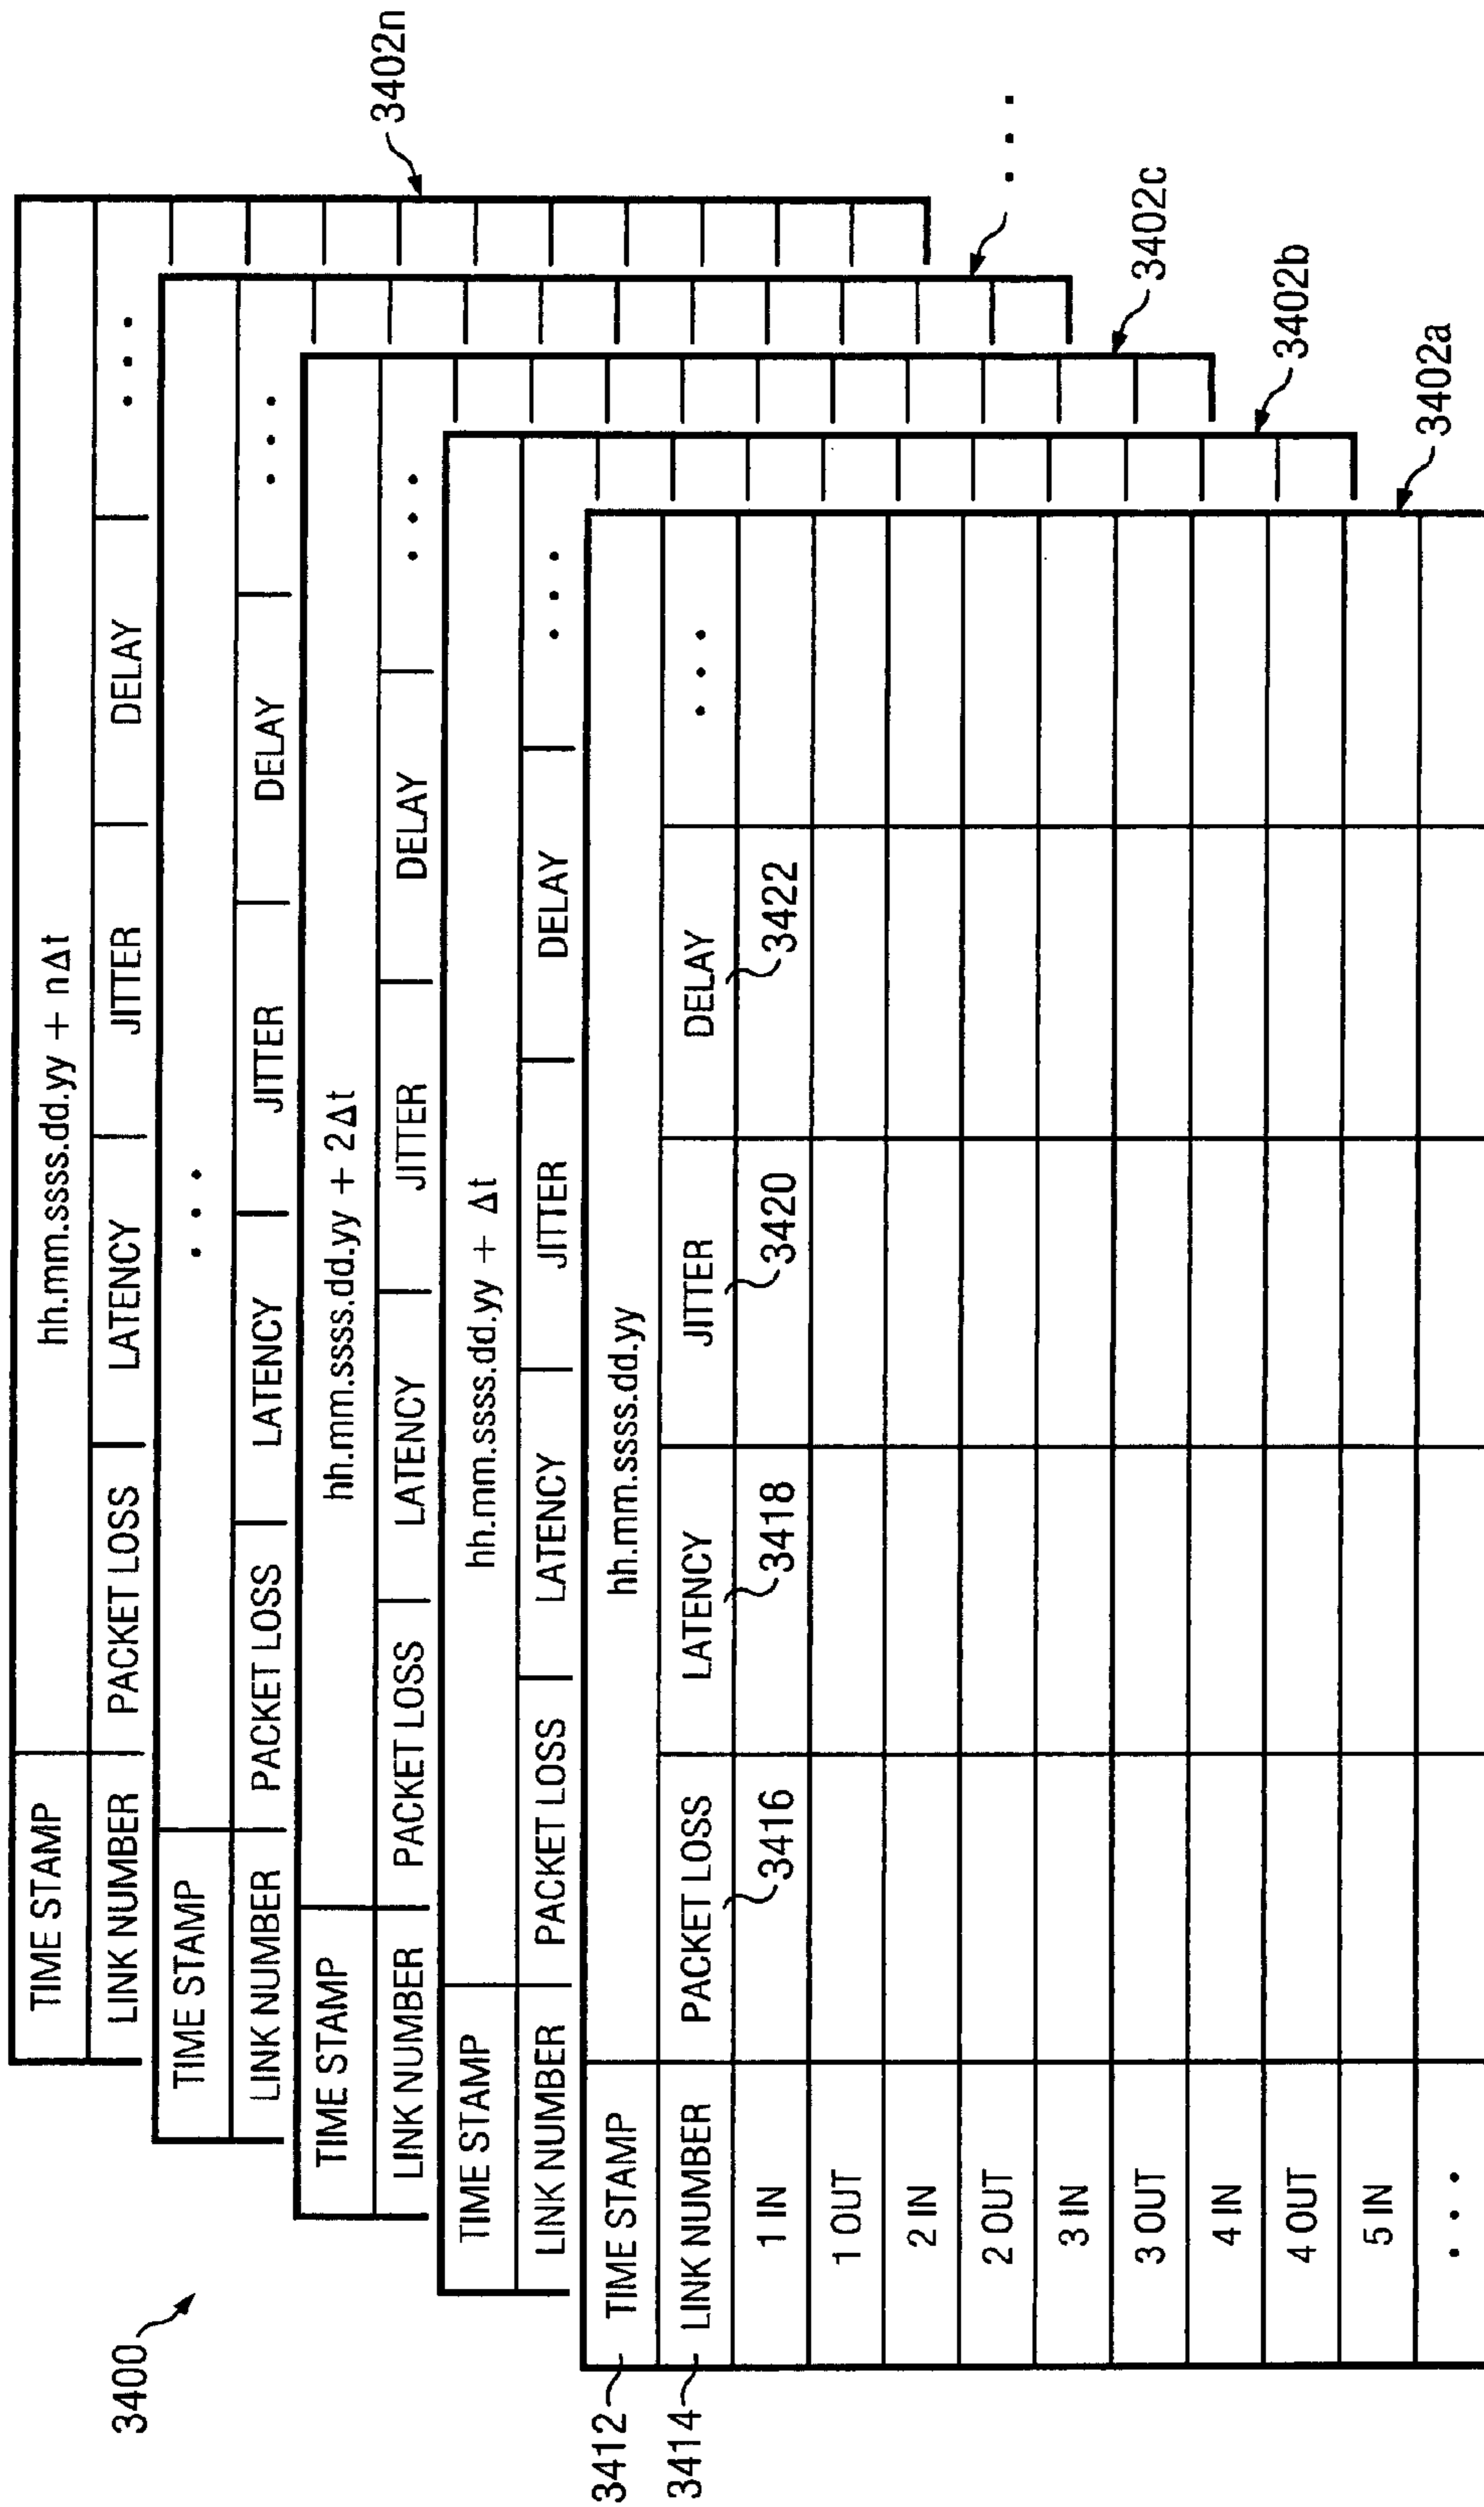 3400
TIME STAMP hh.mm.ssss.dd.yy + nΔt
LINK NUMBER PACKET LOSS LATENCY JITTER DELAY • • •
3402n
TIME STAMP • • •
LINK NUMBER PACKET LOSS LATENCY JITTER DELAY • • •
• • •
TIME STAMP hh.mm.ssss.dd.yy + 2Δt
LINK NUMBER PACKET LOSS LATENCY JITTER DELAY • • •
3402c
TIME STAMP hh.mm.ssss.dd.yy + Δt
LINK NUMBER PACKET LOSS LATENCY JITTER DELAY • • •
3402b
3412 TIME STAMP hh.mm.ssss.dd.yy
3414 LINK NUMBER PACKET LOSS LATENCY JITTER DELAY • • •
1 IN 3416 3418 3420 3422
1 OUT
2 IN
2 OUT
3 IN
3 OUT
4 IN
4 OUT
5 IN
3402a
• • •